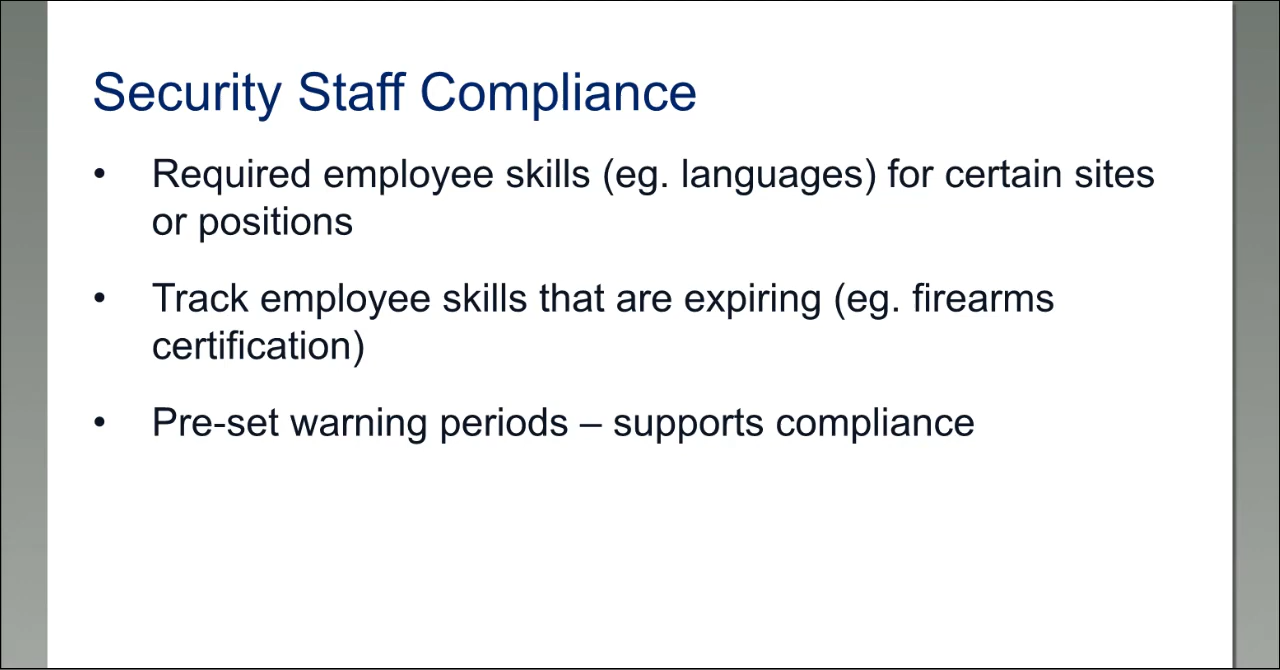 Security Staff Compliance
• Required employee skills (eg. languages) for certain sites
or positions
• Track employee skills that are expiring (eg. firearms
certification)
• Pre-set warning periods – supports compliance